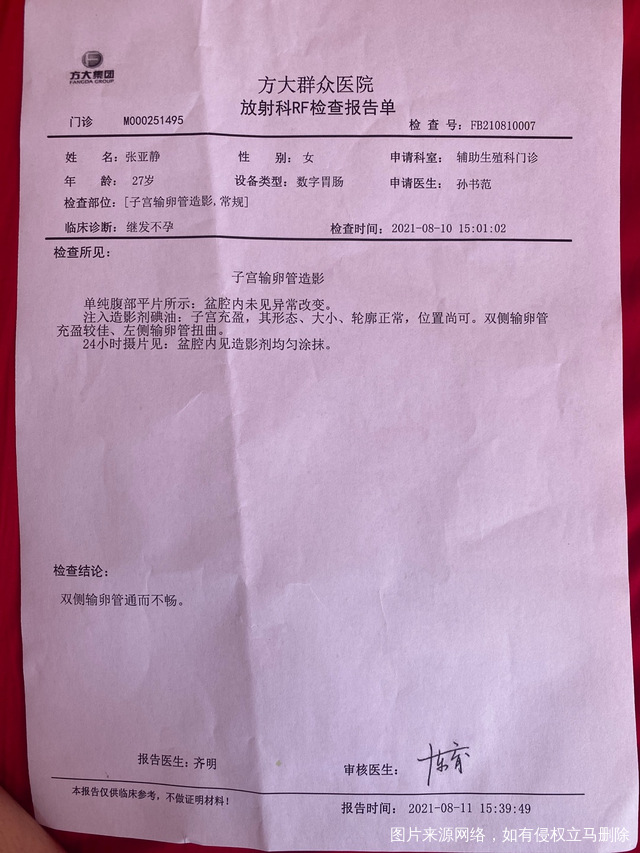 方大集团
FANGDA GROUP
方大群众医院
放射科RF检查报告单
门诊 M000251495 检 查 号：FB210810007
姓 名：张亚静 性 别：女 申请科室：辅助生殖科门诊
年 龄： 27岁 设备类型：数字胃肠 申请医生：孙书范
检查部位：[子宫输卵管造影,常规]
临床诊断：继发不孕 检查时间：2021-08-10 15:01:02
检查所见：
子宫输卵管造影
单纯腹部平片所示：盆腔内未见异常改变。
注入造影剂碘油：子宫充盈，其形态、大小、轮廓正常，位置尚可。双侧输卵管
充盈较佳、左侧输卵管扭曲。
24小时摄片见：盆腔内见造影剂均匀涂抹。
检查结论：
双侧输卵管通而不畅。
报告医生：齐明 审核医生：
本报告仅供临床参考，不做证明材料！
报告时间： 2021-08-11 15:39:49
图片来源网络，如有侵权立马删除